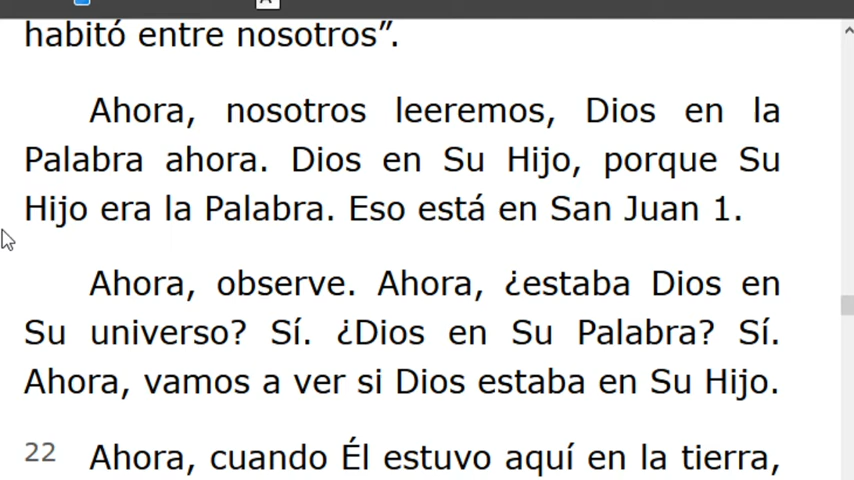 habitó entre nosotros”.
Ahora, nosotros leeremos, Dios en la
Palabra ahora. Dios en Su Hijo, porque Su
Hijo era la Palabra. Eso está en San Juan 1.
Ahora, observe. Ahora, ¿estaba Dios en
Su universo? Sí. ¿Dios en Su Palabra? Sí.
Ahora, vamos a ver si Dios estaba en Su Hijo.
22 Ahora, cuando Él estuvo aquí en la tierra,